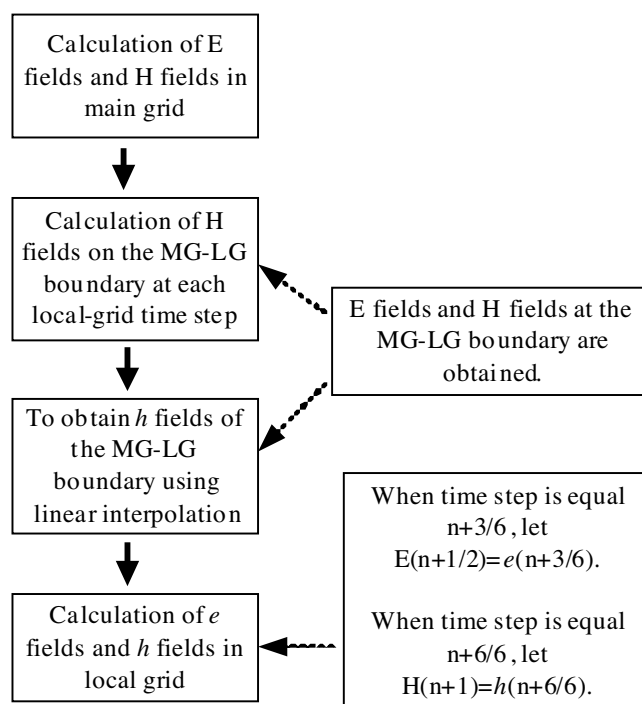 Calculation of E
fields and H fields in
main grid
Calculation of H
fields on the MG-LG
boundary at each
local-grid time step
E fields and H fields at the
MG-LG boundary are
obtained.
To obtain h fields of
the MG-LG
boundary using
linear interpolation
When time step is equal
n+3/6, let
E(n+1/2)=e(n+3/6).
When time step is equal
n+6/6, let
H(n+1)=h(n+6/6).
Calculation of e
fields and h fields in
local grid